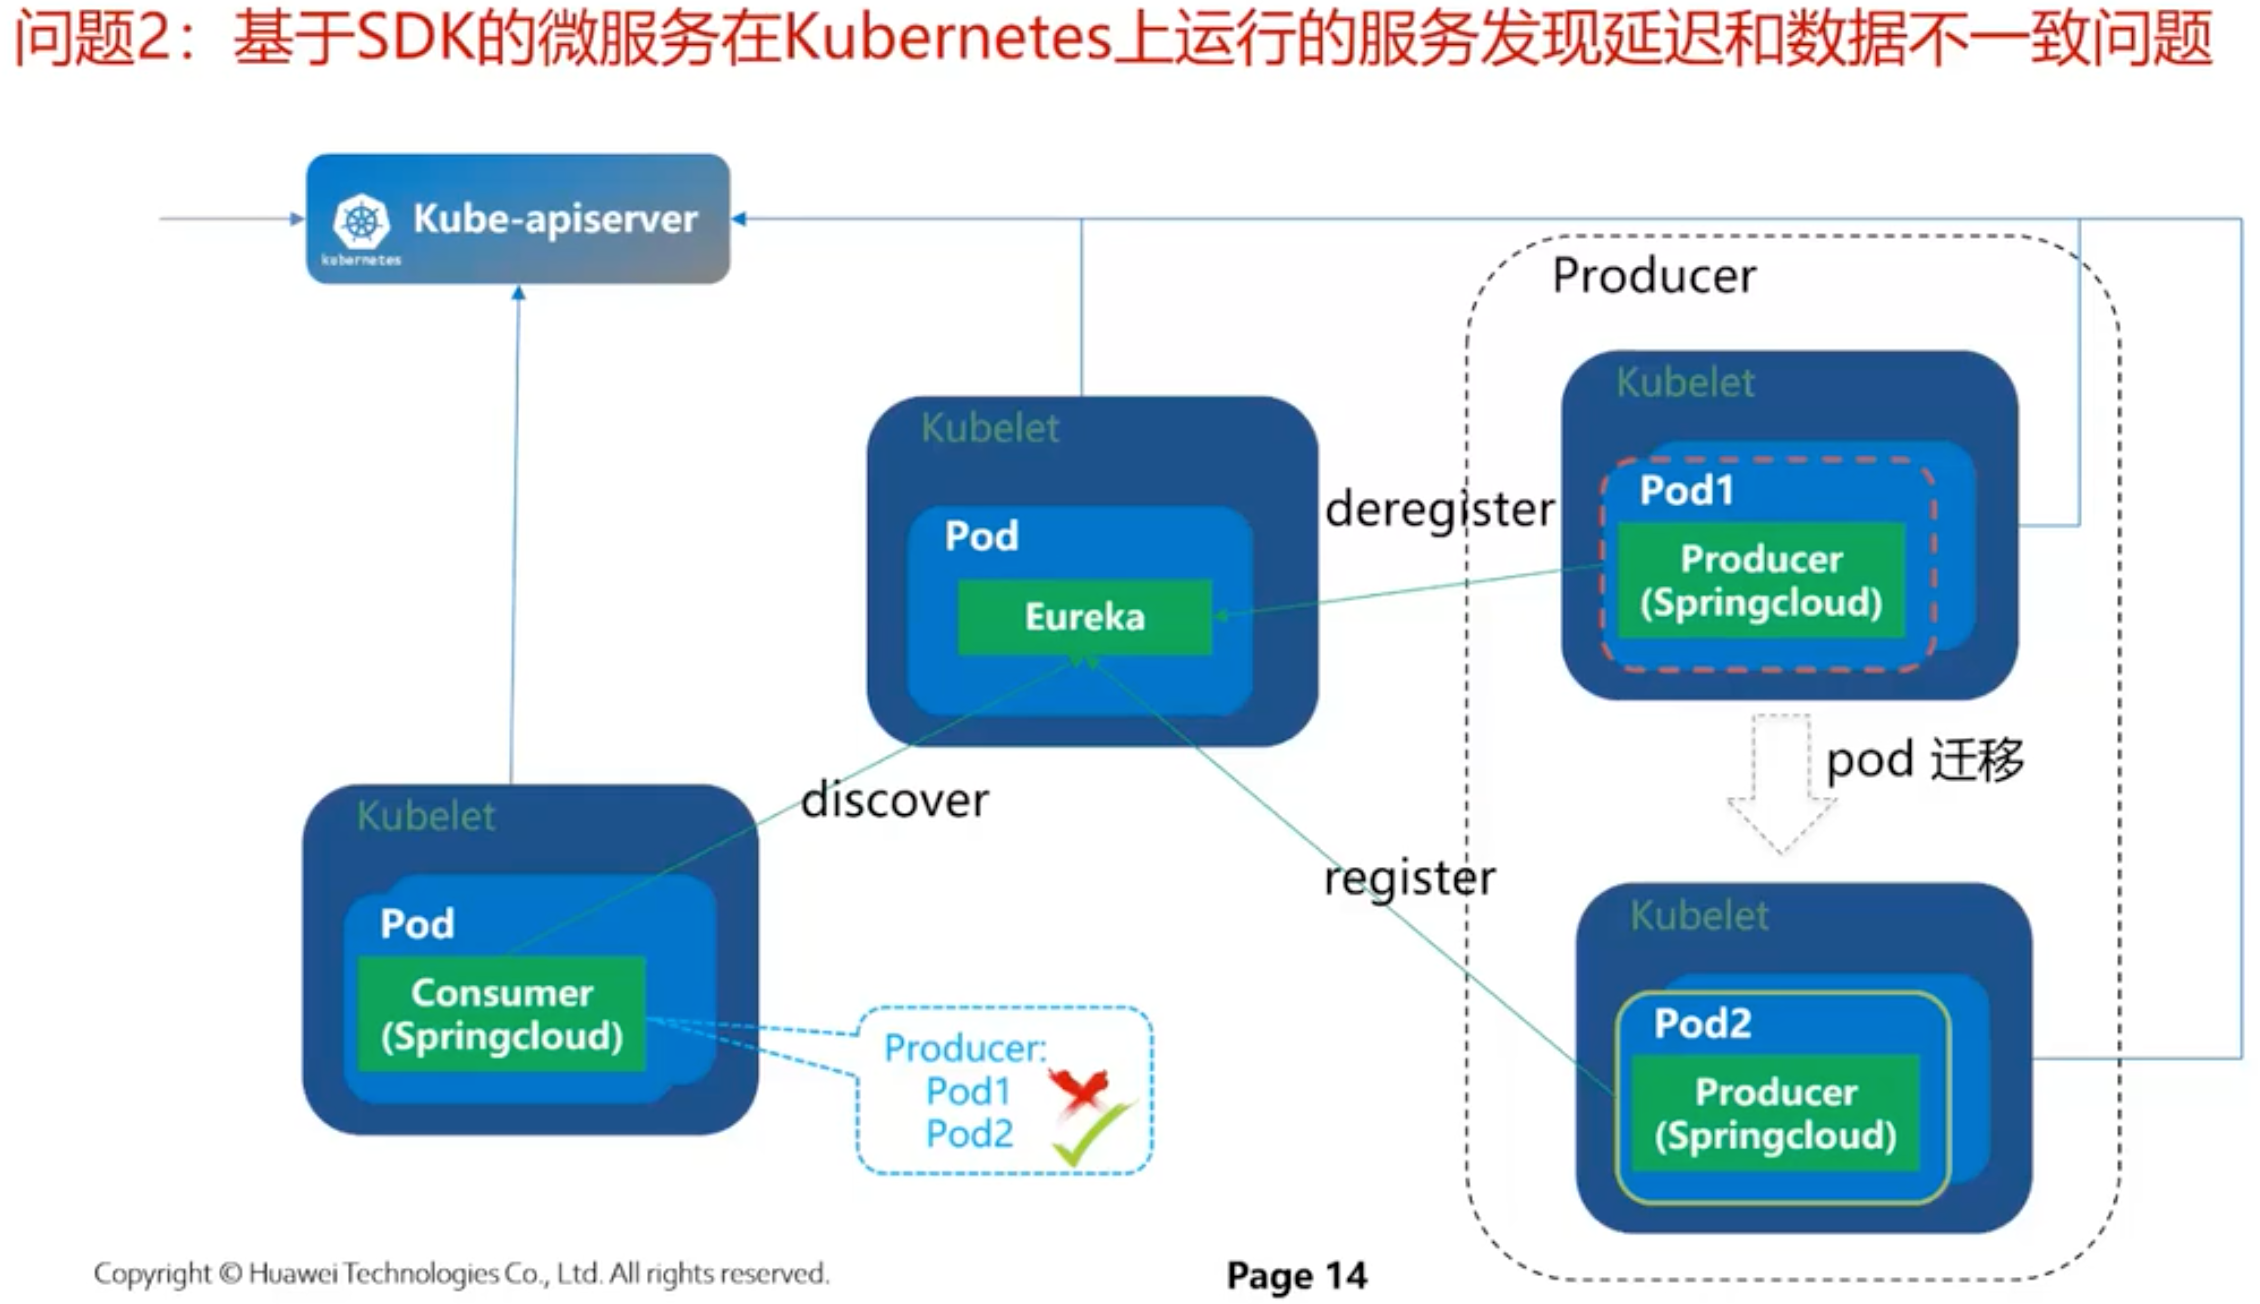 问题2：基于SDK的微服务在Kubernetes上运行的服务发现延迟和数据不一致问题
Kube-apiserver
kubernetes
Producer
Kubelet
Pod1
Producer
(Springcloud)
Kubelet
Pod
Eureka
deregister
pod 迁移
discover
register
Kubelet
Pod
Consumer
(Springcloud)
Producer:
Pod1
Pod2
Kubelet
Pod2
Producer
(Springcloud)
Copyright © Huawei Technologies Co., Ltd. All rights reserved.
Page 14